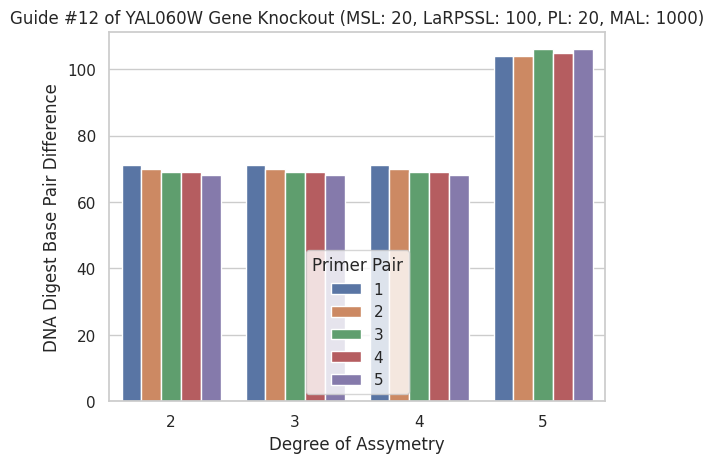 Guide #12 of YAL060W Gene Knockout (MSL: 20, LaRPSSL: 100, PL: 20, MAL: 1000)
DNA Digest Base Pair Difference
100
80
60
40
20
0
Primer Pair
1
2
3
4
5
2 3 4 5
Degree of Assymetry